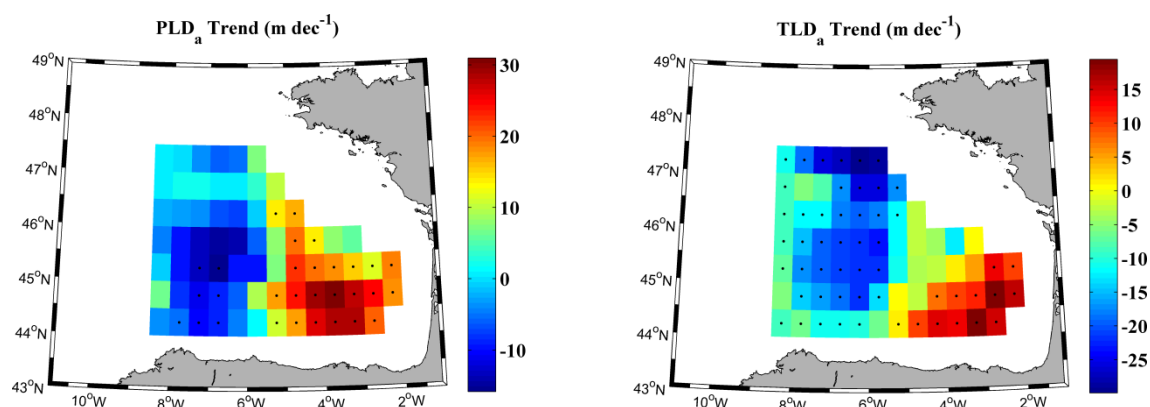 PLDₐ Trend (m dec⁻¹)
49°N
48°N
47°N
46°N
45°N
44°N
43°N
10°W 8°W 6°W 4°W 2°W
30
20
10
0
-10
TLDₐ Trend (m dec⁻¹)
49°N
48°N
47°N
46°N
45°N
44°N
43°N
10°W 8°W 6°W 4°W 2°W
15
10
5
0
-5
-10
-15
-20
-25